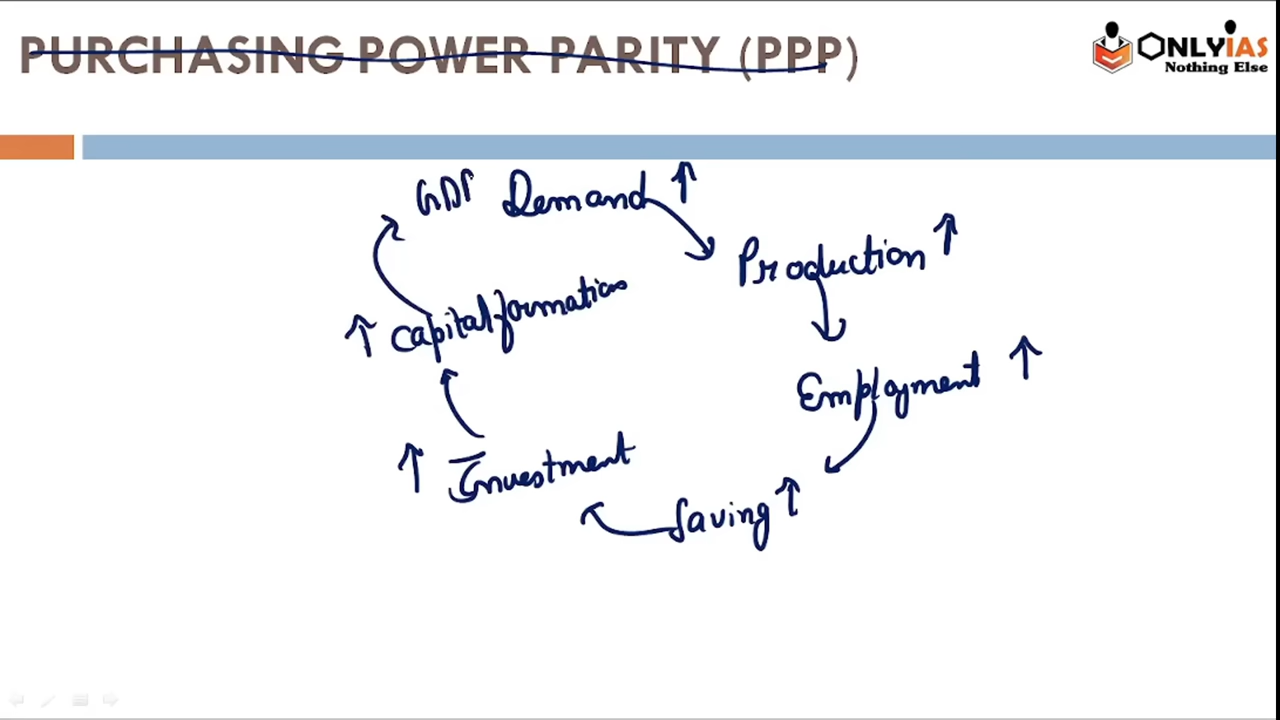 PURCHASING POWER PARITY (PPP)
ONLYIAS
Nothing Else
GDP Demand ↑
Production ↑
↑ Capital formation
Employment ↑
↑ Investment
Saving ↑